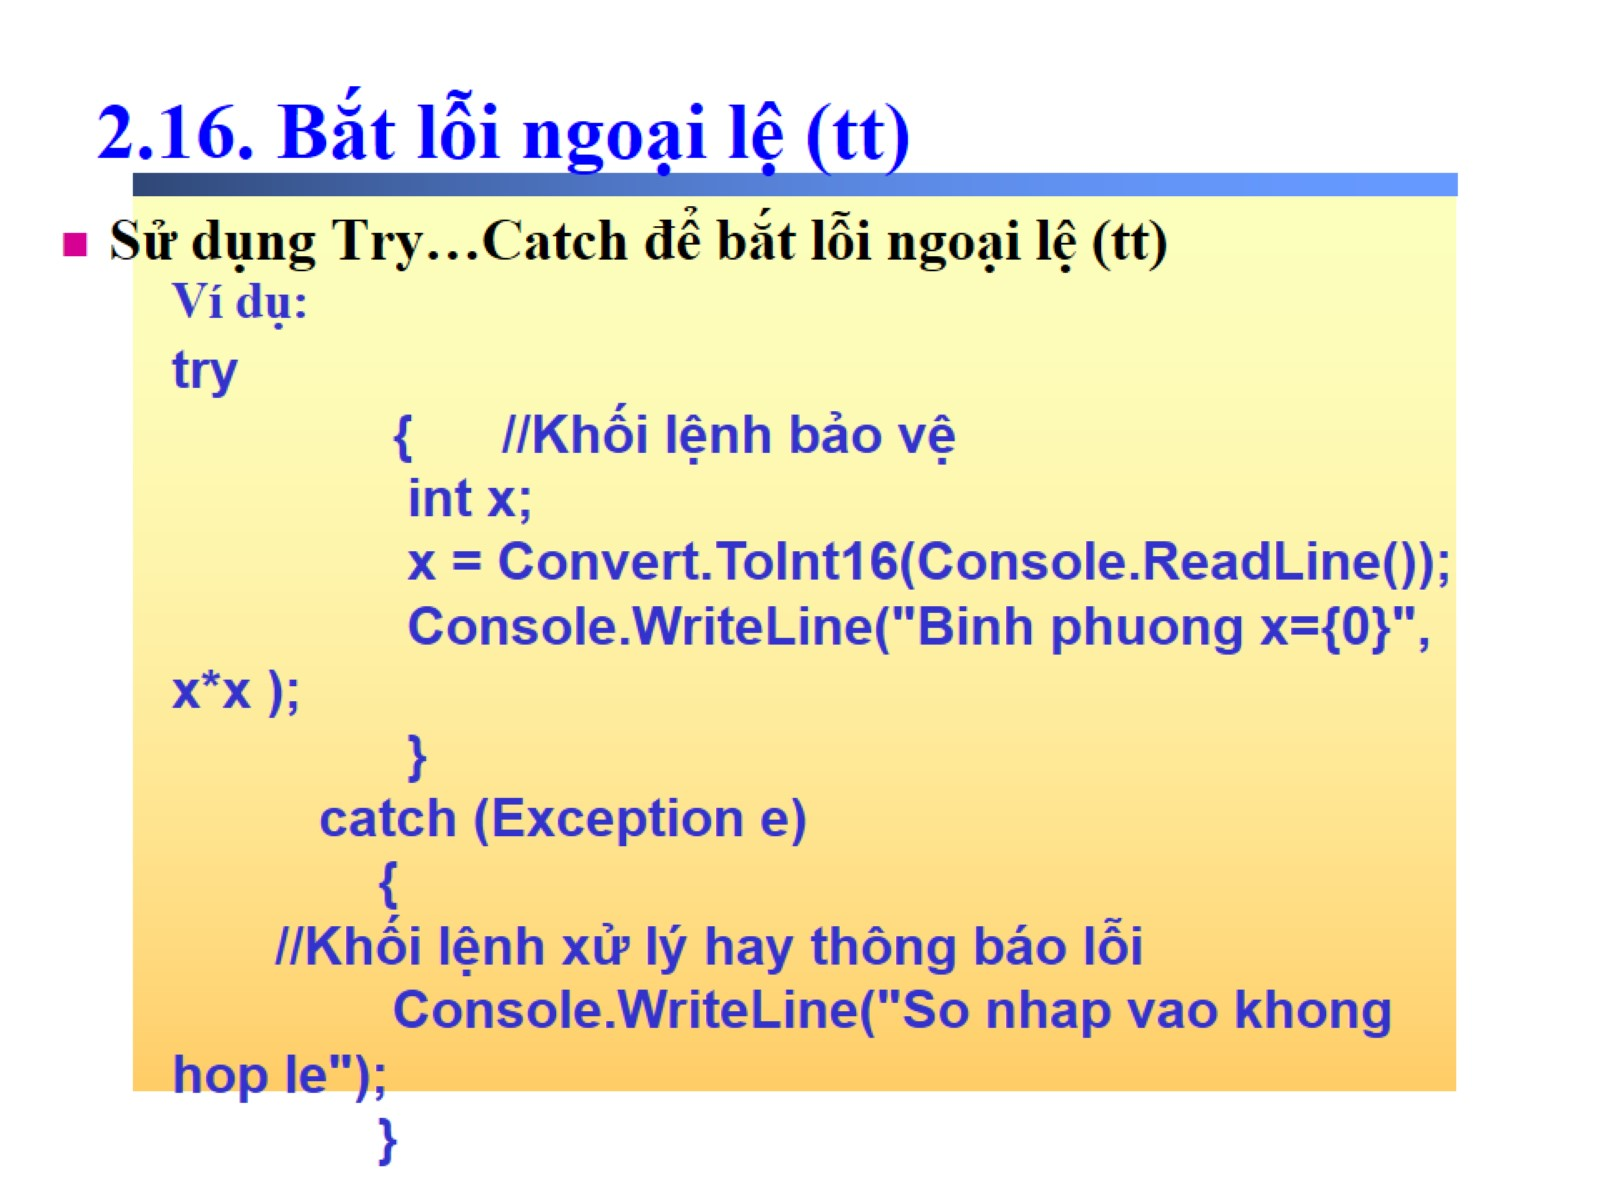 2.16. Bắt lỗi ngoại lệ (tt)
Sử dụng Try…Catch để bắt lỗi ngoại lệ (tt)
Ví dụ:
try
{ //Khối lệnh bảo vệ
int x;
x = Convert.ToInt16(Console.ReadLine());
Console.WriteLine("Binh phuong x={0}",
x*x );
}
catch (Exception e)
{
//Khối lệnh xử lý hay thông báo lỗi
Console.WriteLine("So nhap vao khong
hop le");
}